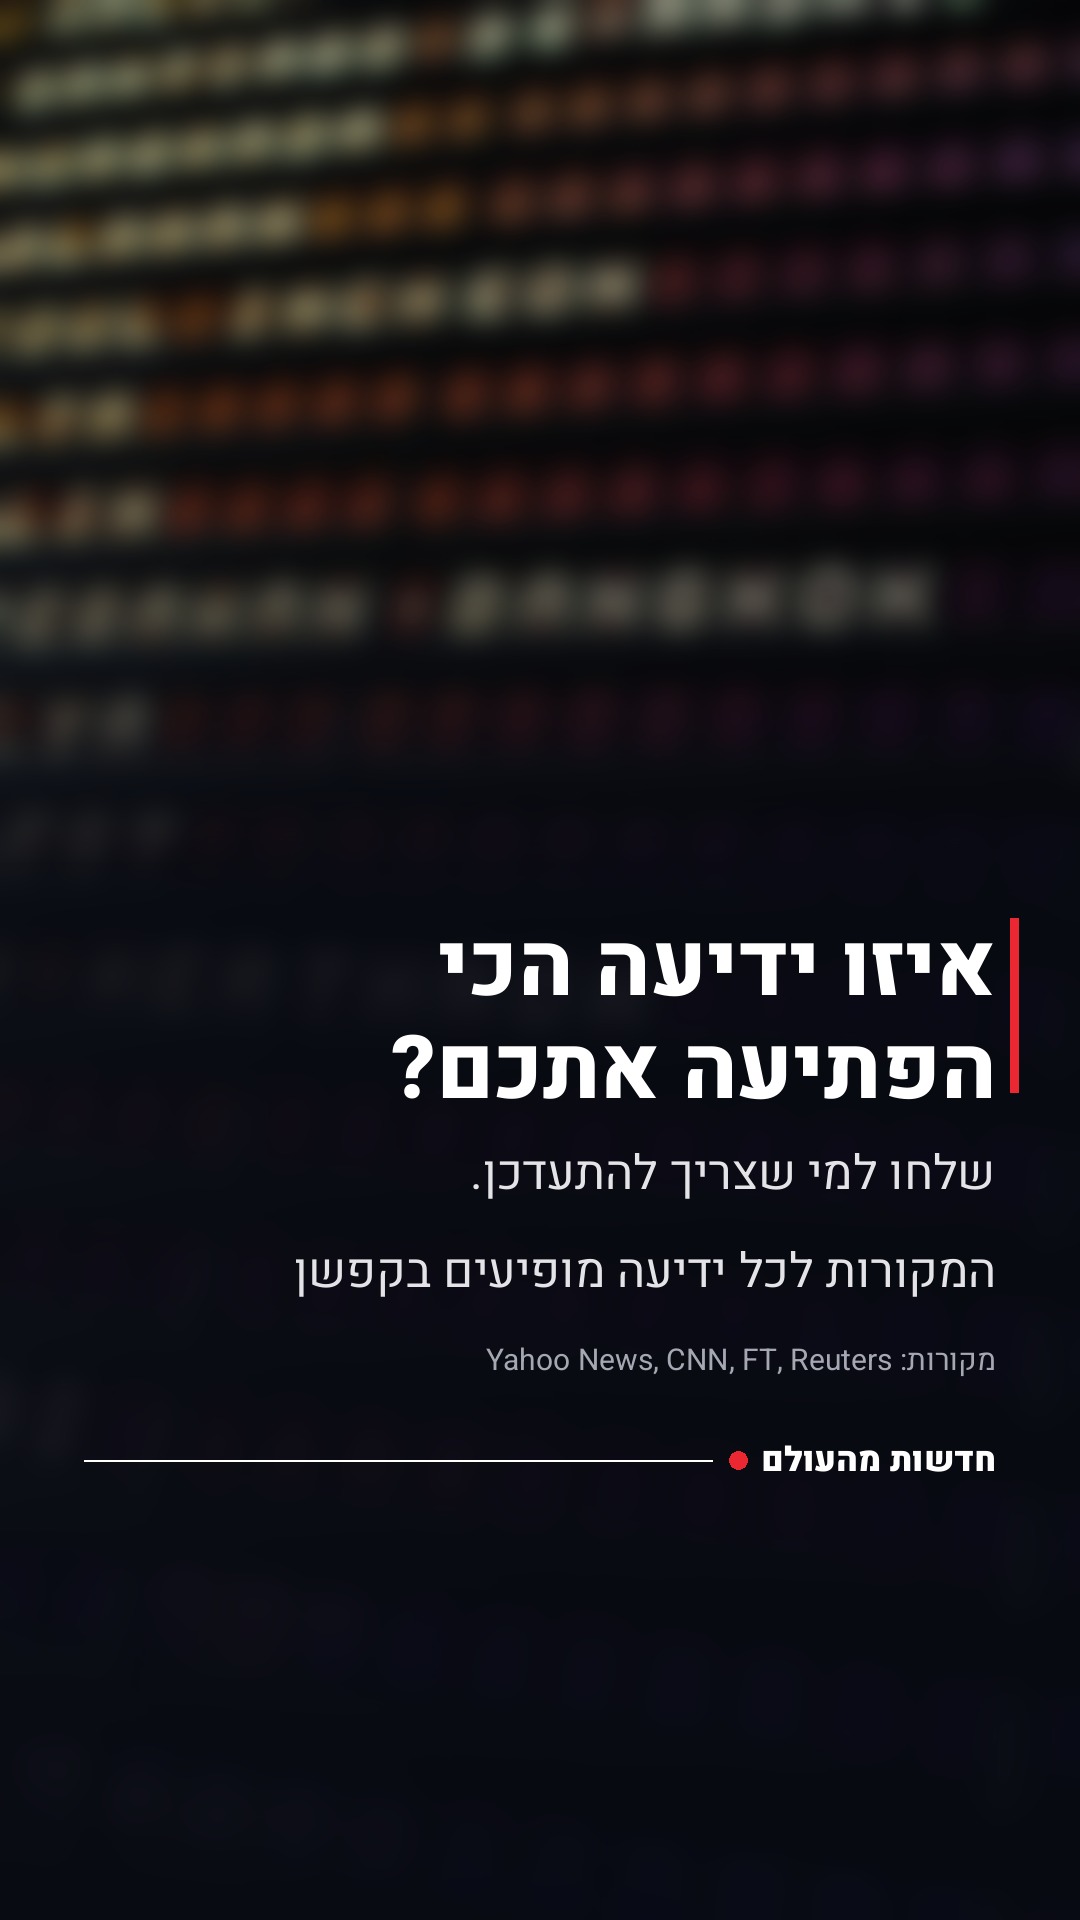 איזו ידיעה הכי
הפתיעה אתכם?
שלחו למי שצריך להתעדכן.
המקורות לכל ידיעה מופיעים בקפשן
מקורות: Yahoo News, CNN, FT, Reuters
חדשות מהעולם